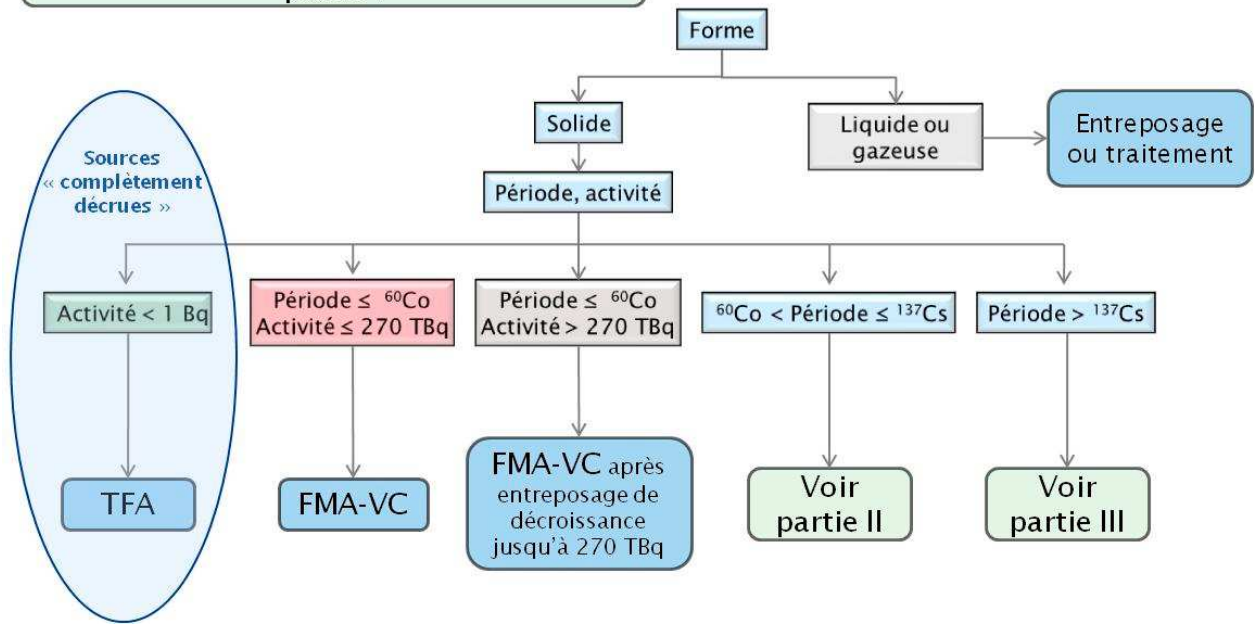 Forme
Solide
Liquide ou
gazeuse
Entreposage
ou traitement
Sources
« complètement
décrues »
Période, activité
Activité < 1 Bq
Période ≤ ⁶⁰Co
Activité ≤ 270 TBq
Période ≤ ⁶⁰Co
Activité > 270 TBq
⁶⁰Co < Période ≤ ¹³⁷Cs
Période > ¹³⁷Cs
TFA
FMA-VC
FMA-VC après
entreposage de
décroissance
jusqu'à 270 TBq
Voir
partie II
Voir
partie III